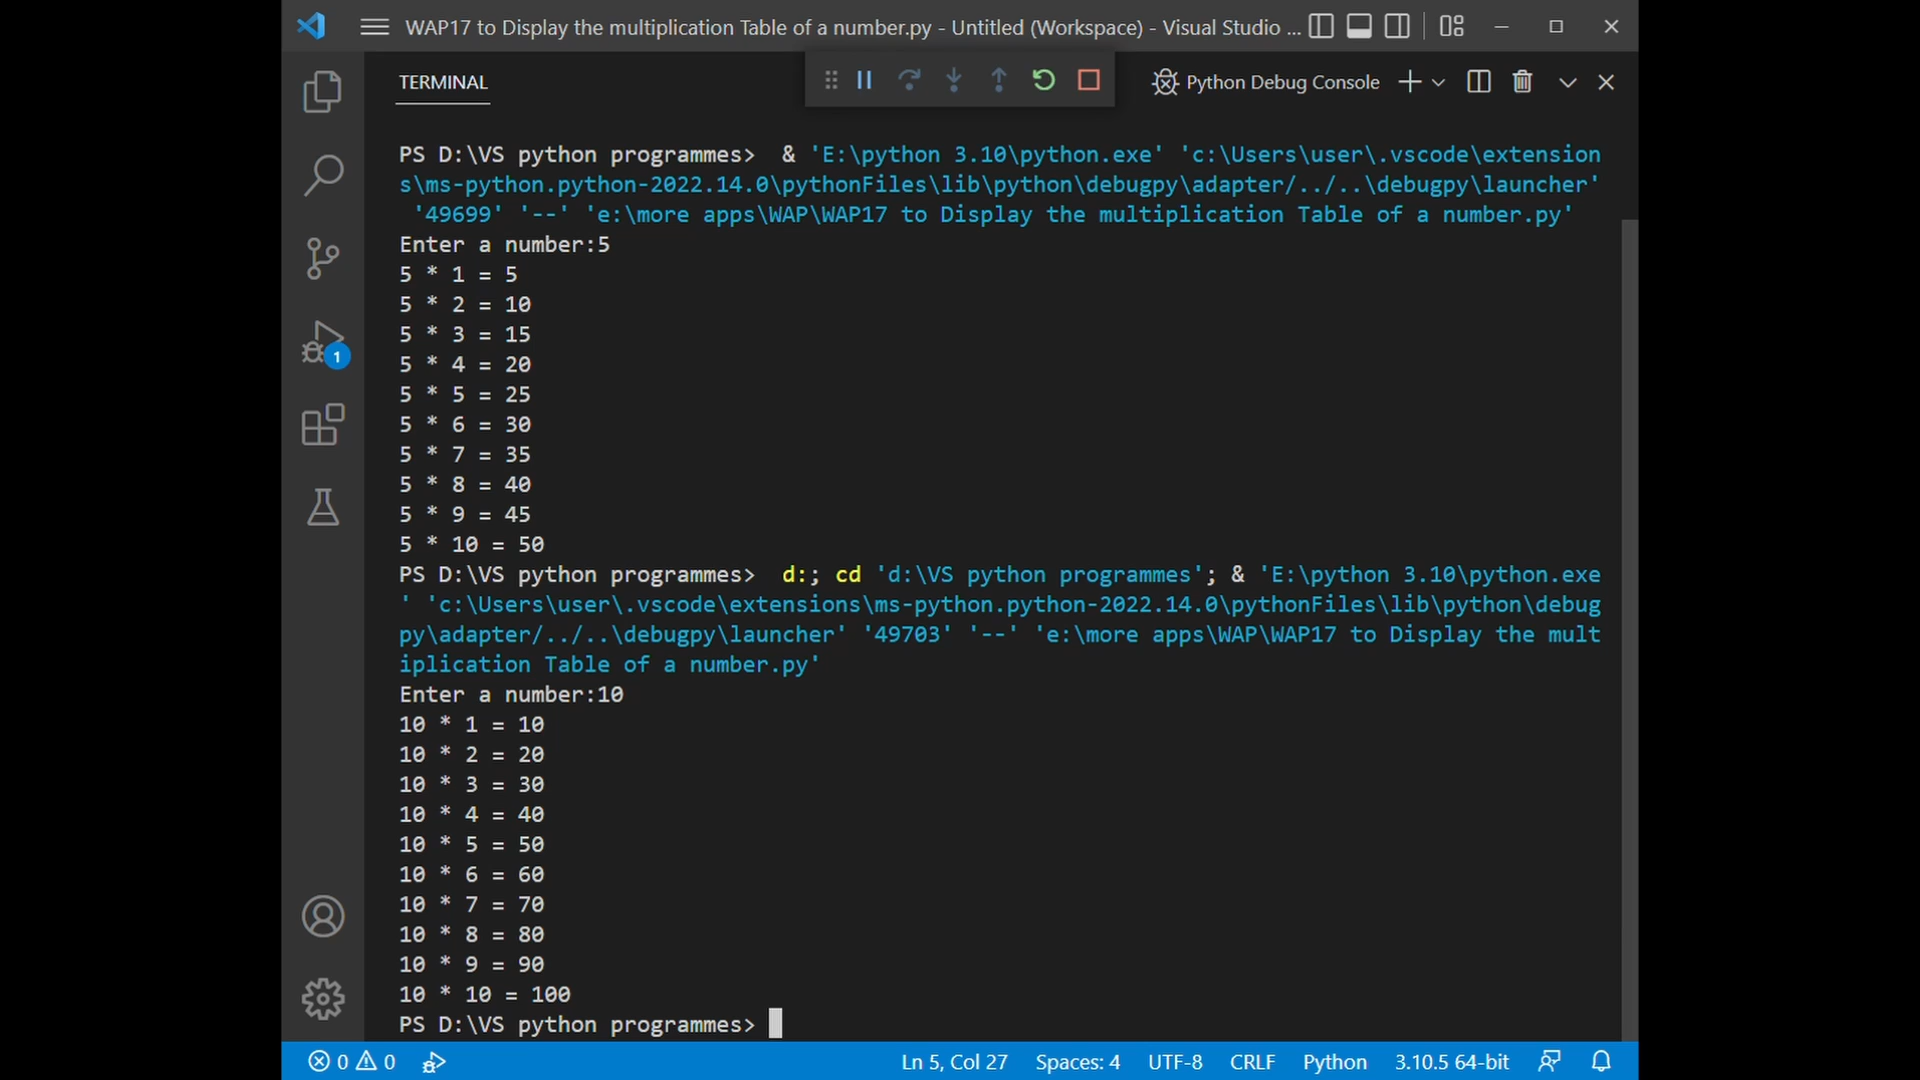 WAP17 to Display the multiplication Table of a number.py - Untitled (Workspace) - Visual Studio ...
TERMINAL
Python Debug Console
PS D:\VS python programmes>  & 'E:\python 3.10\python.exe' 'c:\Users\user\.vscode\extension
s\ms-python.python-2022.14.0\pythonFiles\lib\python\debugpy\adapter/../..\debugpy\launcher'
 '49699' '--' 'e:\more apps\WAP\WAP17 to Display the multiplication Table of a number.py'
Enter a number:5
5 * 1 = 5
5 * 2 = 10
5 * 3 = 15
5 * 4 = 20
5 * 5 = 25
5 * 6 = 30
5 * 7 = 35
5 * 8 = 40
5 * 9 = 45
5 * 10 = 50
PS D:\VS python programmes>  d:; cd 'd:\VS python programmes'; & 'E:\python 3.10\python.exe
' 'c:\Users\user\.vscode\extensions\ms-python.python-2022.14.0\pythonFiles\lib\python\debug
py\adapter/../..\debugpy\launcher' '49703' '--' 'e:\more apps\WAP\WAP17 to Display the mult
iplication Table of a number.py'
Enter a number:10
10 * 1 = 10
10 * 2 = 20
10 * 3 = 30
10 * 4 = 40
10 * 5 = 50
10 * 6 = 60
10 * 7 = 70
10 * 8 = 80
10 * 9 = 90
10 * 10 = 100
PS D:\VS python programmes>
1
0 0 Ln 5, Col 27 Spaces: 4 UTF-8 CRLF Python 3.10.5 64-bit